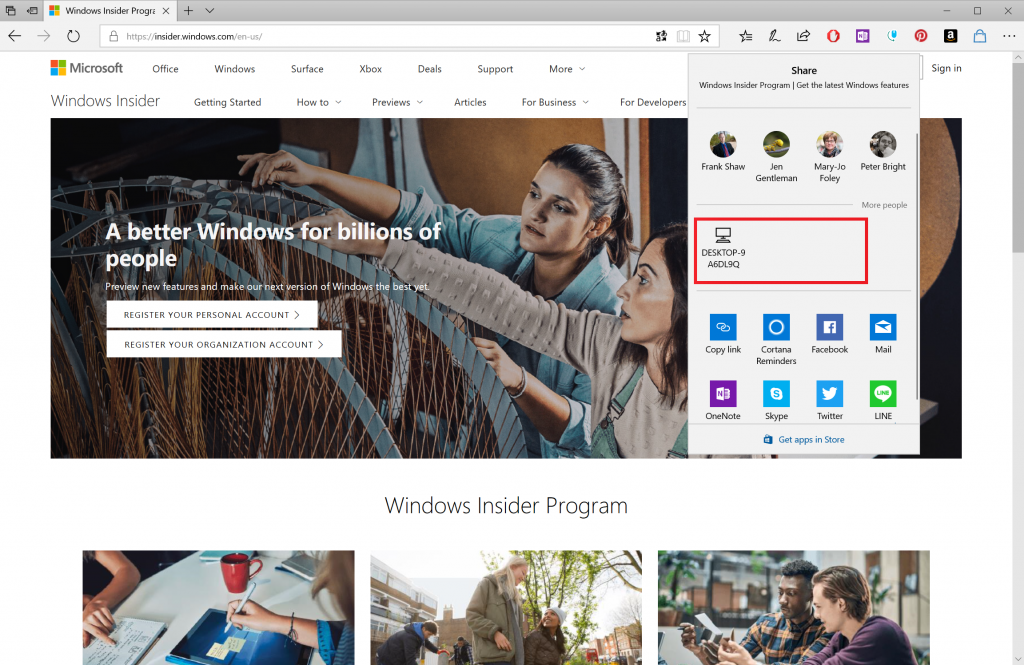 Windows Insider Progra
https://insider.windows.com/en-us/
Microsoft
Office
Windows
Surface
Xbox
Deals
Support
More
Sign in
Windows Insider
Getting Started
How to
Previews
Articles
For Business
For Developers
A better Windows for billions of
people
Preview new features and make our next version of Windows the best yet.
REGISTER YOUR PERSONAL ACCOUNT
REGISTER YOUR ORGANIZATION ACCOUNT
Share
Windows Insider Program | Get the latest Windows features
Frank Shaw
Jen
Gentleman
Mary-Jo
Foley
Peter Bright
More people
DESKTOP-9
A6DL9Q
Copy link
Cortana
Reminders
Facebook
Mail
OneNote
Skype
Twitter
LINE
LINE
Get apps in Store
Windows Insider Program